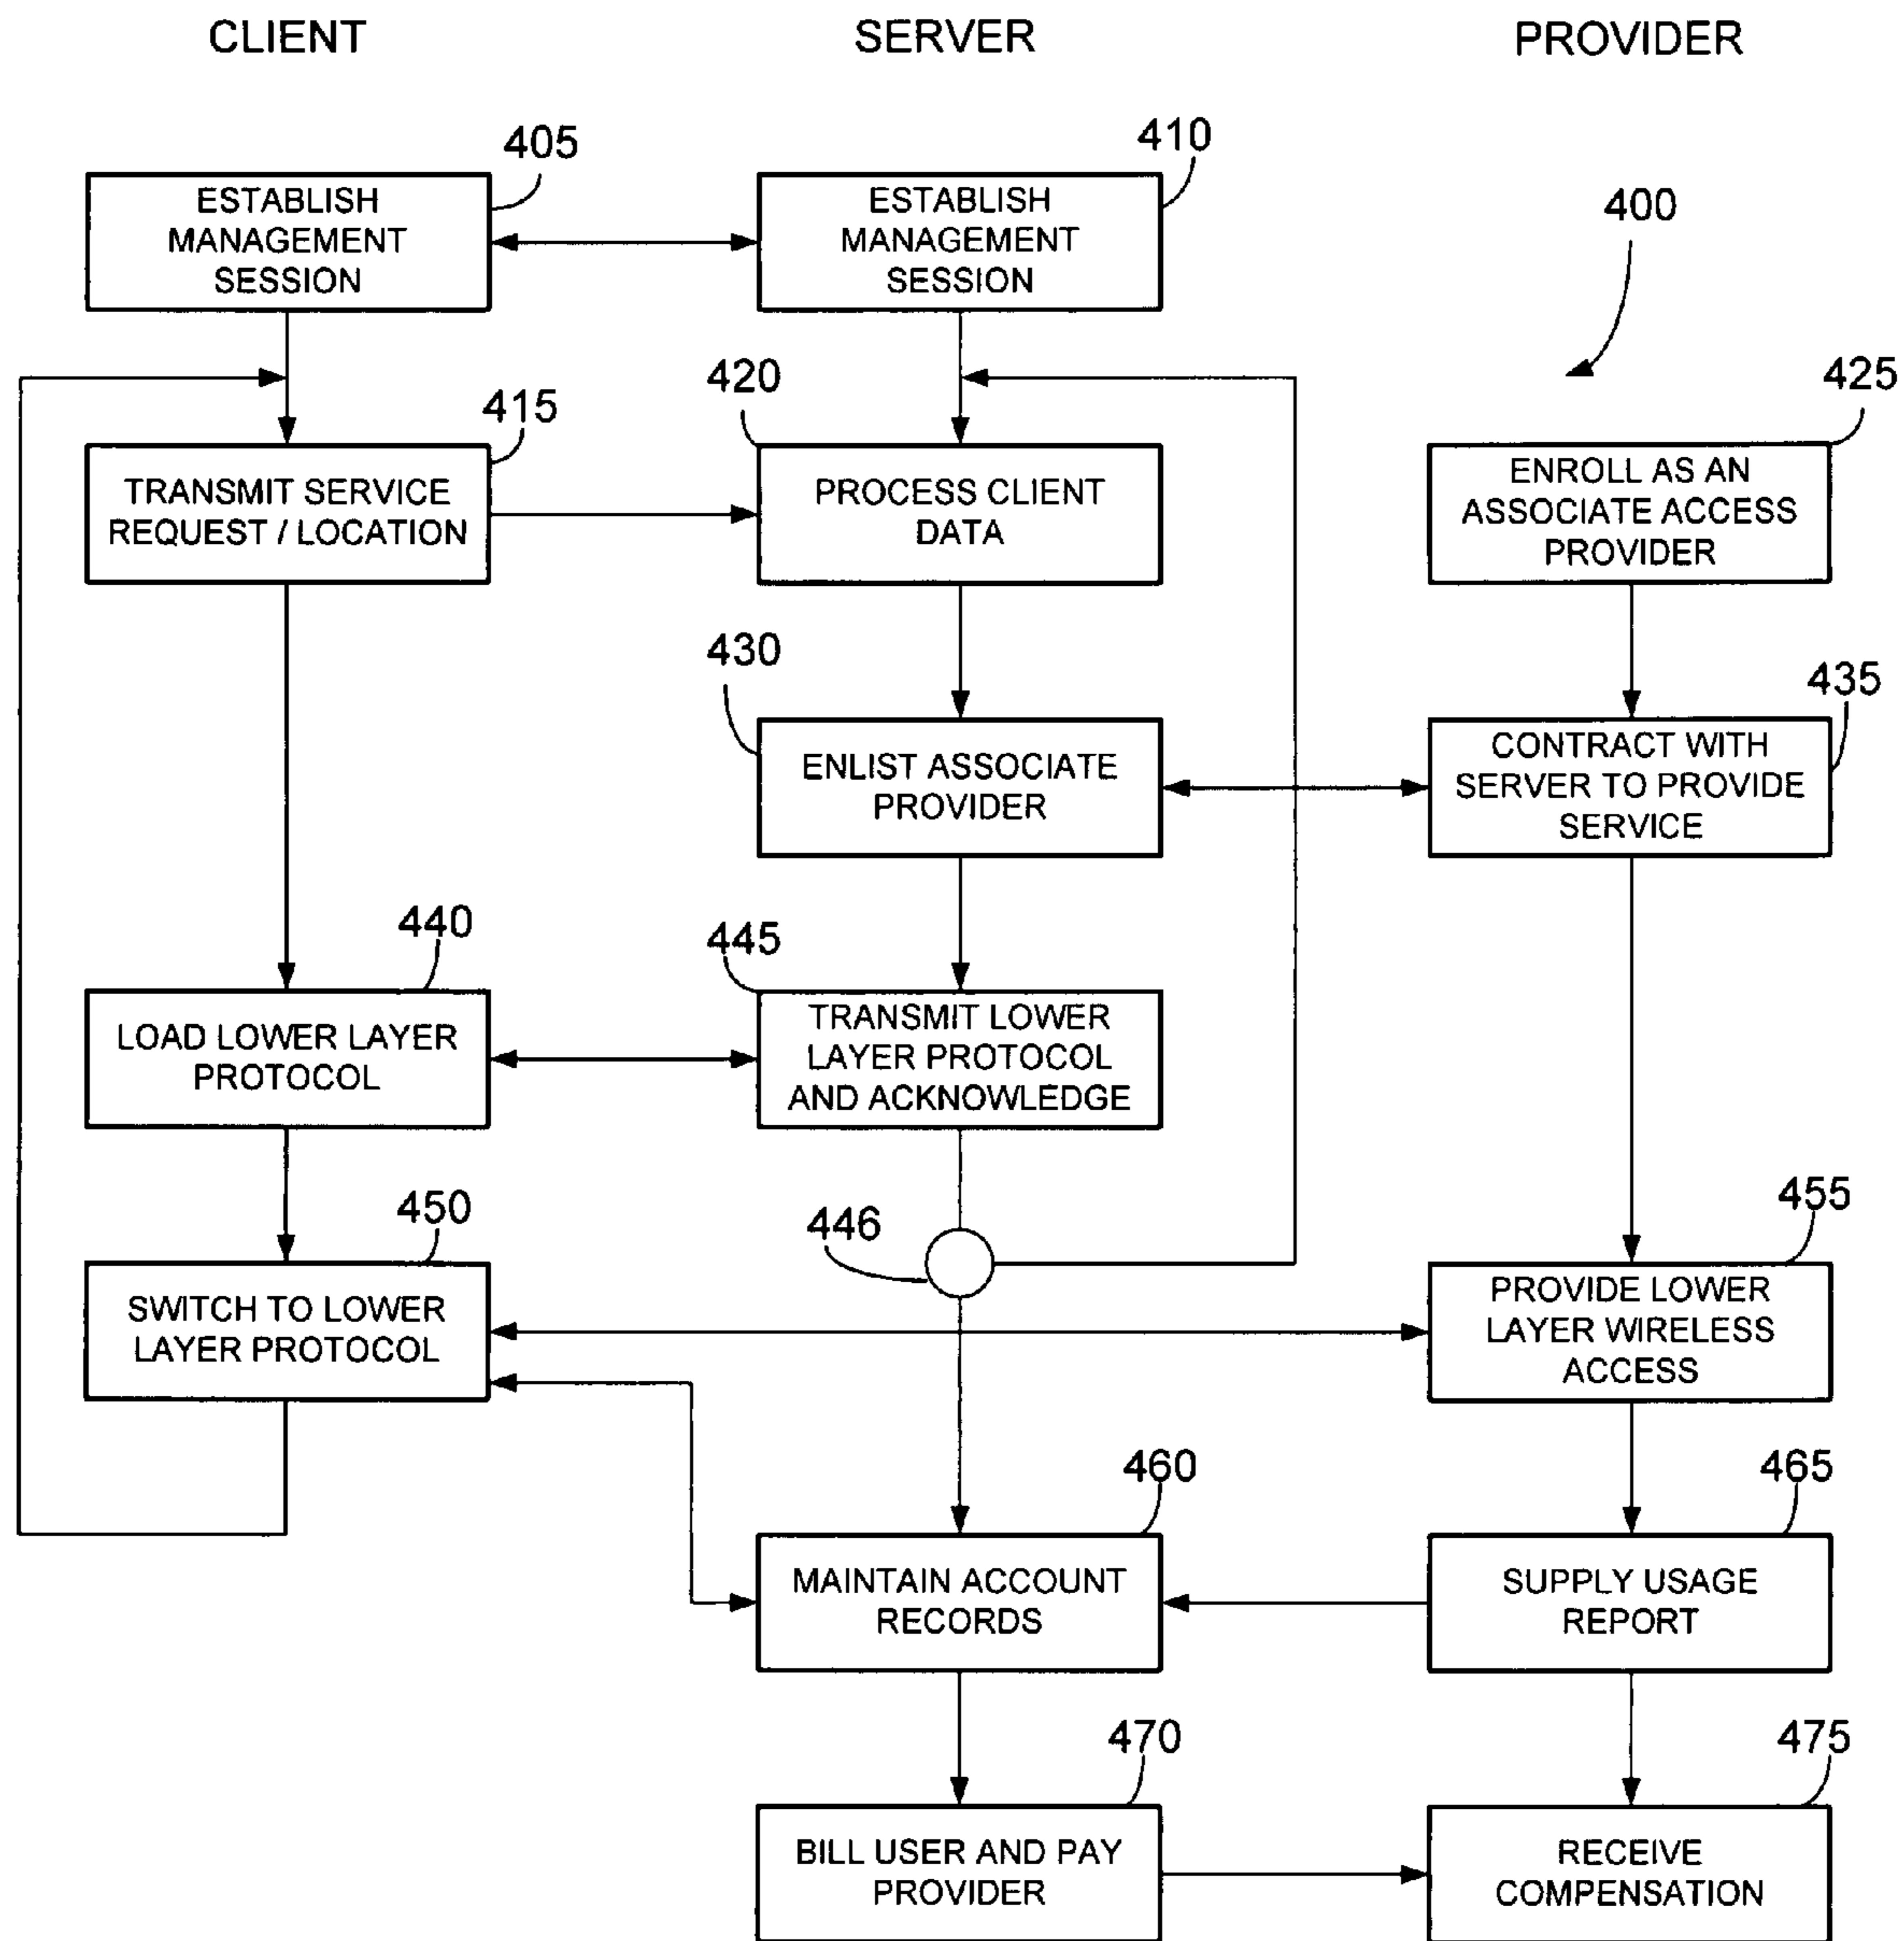 CLIENT
SERVER
PROVIDER
405
410
ESTABLISH
MANAGEMENT
SESSION
ESTABLISH
MANAGEMENT
SESSION
400
415
420
425
TRANSMIT SERVICE
REQUEST / LOCATION
PROCESS CLIENT
DATA
ENROLL AS AN
ASSOCIATE ACCESS
PROVIDER
430
435
ENLIST ASSOCIATE
PROVIDER
CONTRACT WITH
SERVER TO PROVIDE
SERVICE
440
445
LOAD LOWER LAYER
PROTOCOL
TRANSMIT LOWER
LAYER PROTOCOL
AND ACKNOWLEDGE
450
446
455
SWITCH TO LOWER
LAYER PROTOCOL
PROVIDE LOWER
LAYER WIRELESS
ACCESS
460
465
MAINTAIN ACCOUNT
RECORDS
SUPPLY USAGE
REPORT
470
475
BILL USER AND PAY
PROVIDER
RECEIVE
COMPENSATION